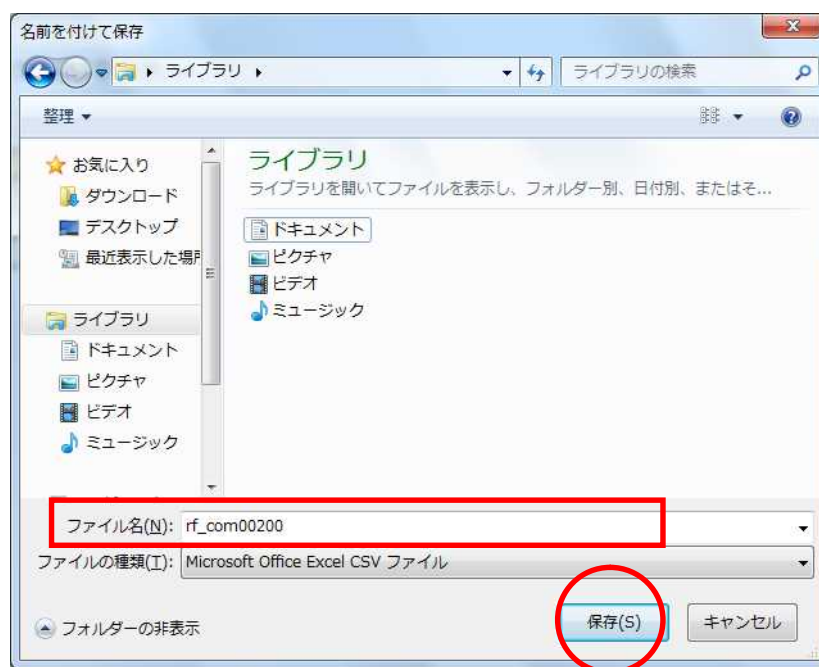 名前を付けて保存
ライブラリ
ライブラリの検索
整理
お気に入り
ダウンロード
デスクトップ
最近表示した場所
ライブラリ
ドキュメント
ピクチャ
ビデオ
ミュージック
ライブラリ
ライブラリを開いてファイルを表示し、フォルダー別、日付別、またはそ...
ドキュメント
ピクチャ
ビデオ
ミュージック
ファイル名(N): rf_com00200
ファイルの種類(T): Microsoft Office Excel CSV ファイル
フォルダーの非表示
保存(S)
キャンセル